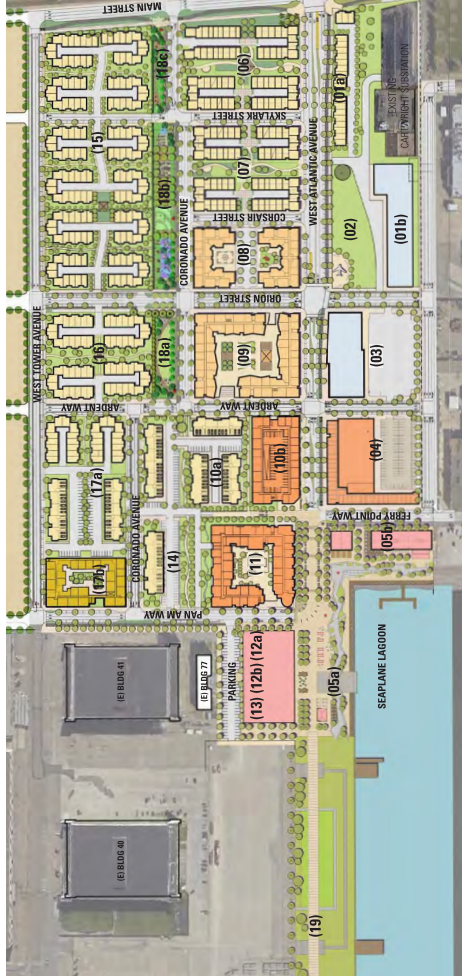 MAIN STREET
(18c)
(06)
(01a)
EXISTING
CARTWRIGHT SUBSTATION
SKYLARK STREET
(15)
(18b)
(07)
WEST ATLANTIC AVENUE
(02)
(01b)
CORONADO AVENUE
CORSAIR STREET
(08)
ORION STREET
WEST TOWER AVENUE
(16)
(18a)
(09)
(03)
ARDENT WAY
ARDENT WAY
(17a)
(10a)
(10b)
(04)
CORONADO AVENUE
FERRY POINT WAY
(05b)
(17b)
(14)
(11)
PAN AM WAY
(E) BLDG 41
(E) BLDG 77
PARKING
(13) (12b) (12a)
(05a)
SEAPLANE LAGOON
(E) BLDG 40
(19)